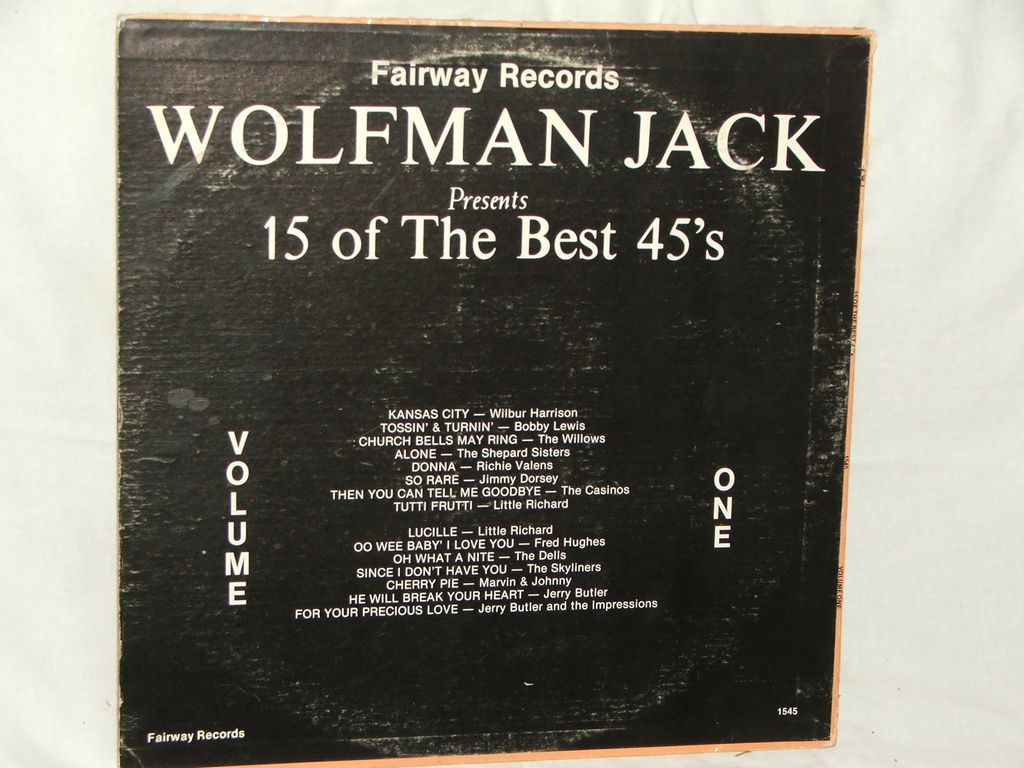 Fairway Records
WOLFMAN JACK
Presents
15 of The Best 45's
KANSAS CITY — Wilbur Harrison
TOSSIN' & TURNIN' — Bobby Lewis
CHURCH BELLS MAY RING — The Willows
ALONE — The Shepard Sisters
DONNA — Richie Valens
SO RARE — Jimmy Dorsey
THEN YOU CAN TELL ME GOODBYE — The Casinos
TUTTI FRUTTI — Little Richard
LUCILLE — Little Richard
OO WEE BABY' I LOVE YOU — Fred Hughes
OH WHAT A NITE — The Dells
SINCE I DON'T HAVE YOU — The Skyliners
CHERRY PIE — Marvin & Johnny
HE WILL BREAK YOUR HEART — Jerry Butler
FOR YOUR PRECIOUS LOVE — Jerry Butler and the Impressions
VOLUME
ONE
1545
Fairway Records
VOLUME ONE